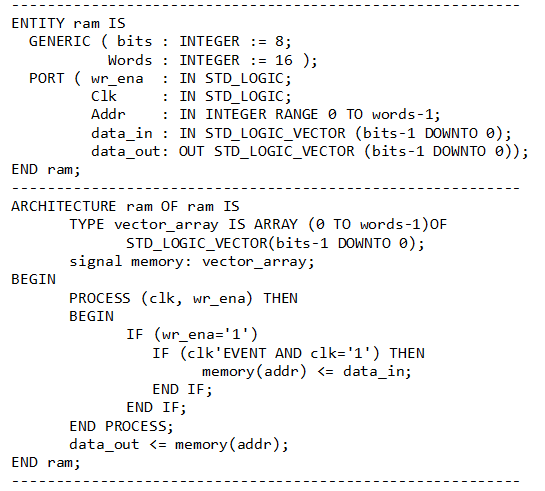 ------------------------------------------------------------
ENTITY ram IS
  GENERIC ( bits : INTEGER := 8;
           Words : INTEGER := 16 );
  PORT ( wr_ena  : IN STD_LOGIC;
         Clk     : IN STD_LOGIC;
         Addr    : IN INTEGER RANGE 0 TO words-1;
         data_in : IN STD_LOGIC_VECTOR (bits-1 DOWNTO 0);
         data_out: OUT STD_LOGIC_VECTOR (bits-1 DOWNTO 0));
END ram;
------------------------------------------------------------
ARCHITECTURE ram OF ram IS
      TYPE vector_array IS ARRAY (0 TO words-1)OF
            STD_LOGIC_VECTOR(bits-1 DOWNTO 0);
      signal memory: vector_array;
BEGIN
      PROCESS (clk, wr_ena) THEN
      BEGIN
            IF (wr_ena='1')
               IF (clk'EVENT AND clk='1') THEN
                    memory(addr) <= data_in;
               END IF;
            END IF;
      END PROCESS;
      data_out <= memory(addr);
END ram;
------------------------------------------------------------